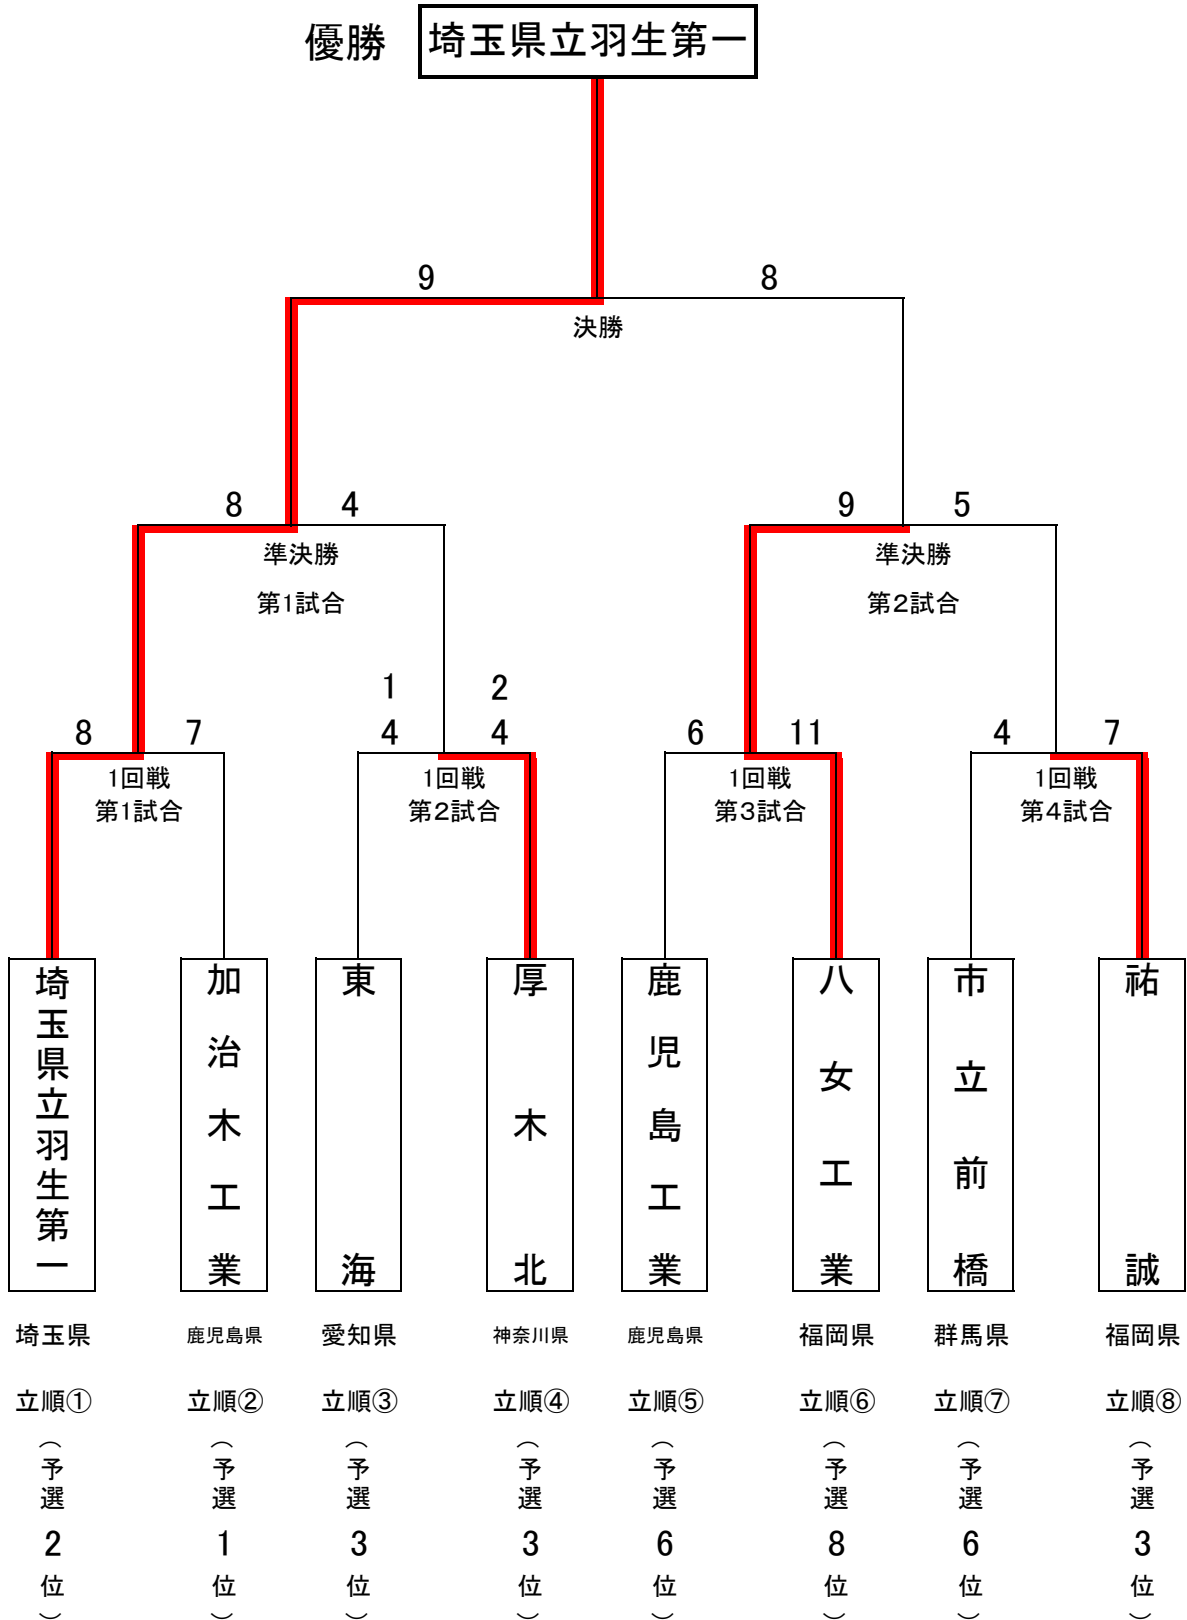 優勝 埼玉県立羽生第一
9 8
決勝
8 4 9 5
準決勝 準決勝
第1試合 第2試合
1 2
8 7 4 4 6 11 4 7
1回戦 1回戦 1回戦 1回戦
第1試合 第2試合 第3試合 第4試合
埼玉県立羽生第一
加治木工業
東海
厚木北
鹿児島工業
八女工業
市立前橋
祐誠
埼玉県 鹿児島県 愛知県 神奈川県 鹿児島県 福岡県 群馬県 福岡県
立順① 立順② 立順③ 立順④ 立順⑤ 立順⑥ 立順⑦ 立順⑧
（予選2位）
（予選1位）
（予選3位）
（予選3位）
（予選6位）
（予選8位）
（予選6位）
（予選3位）